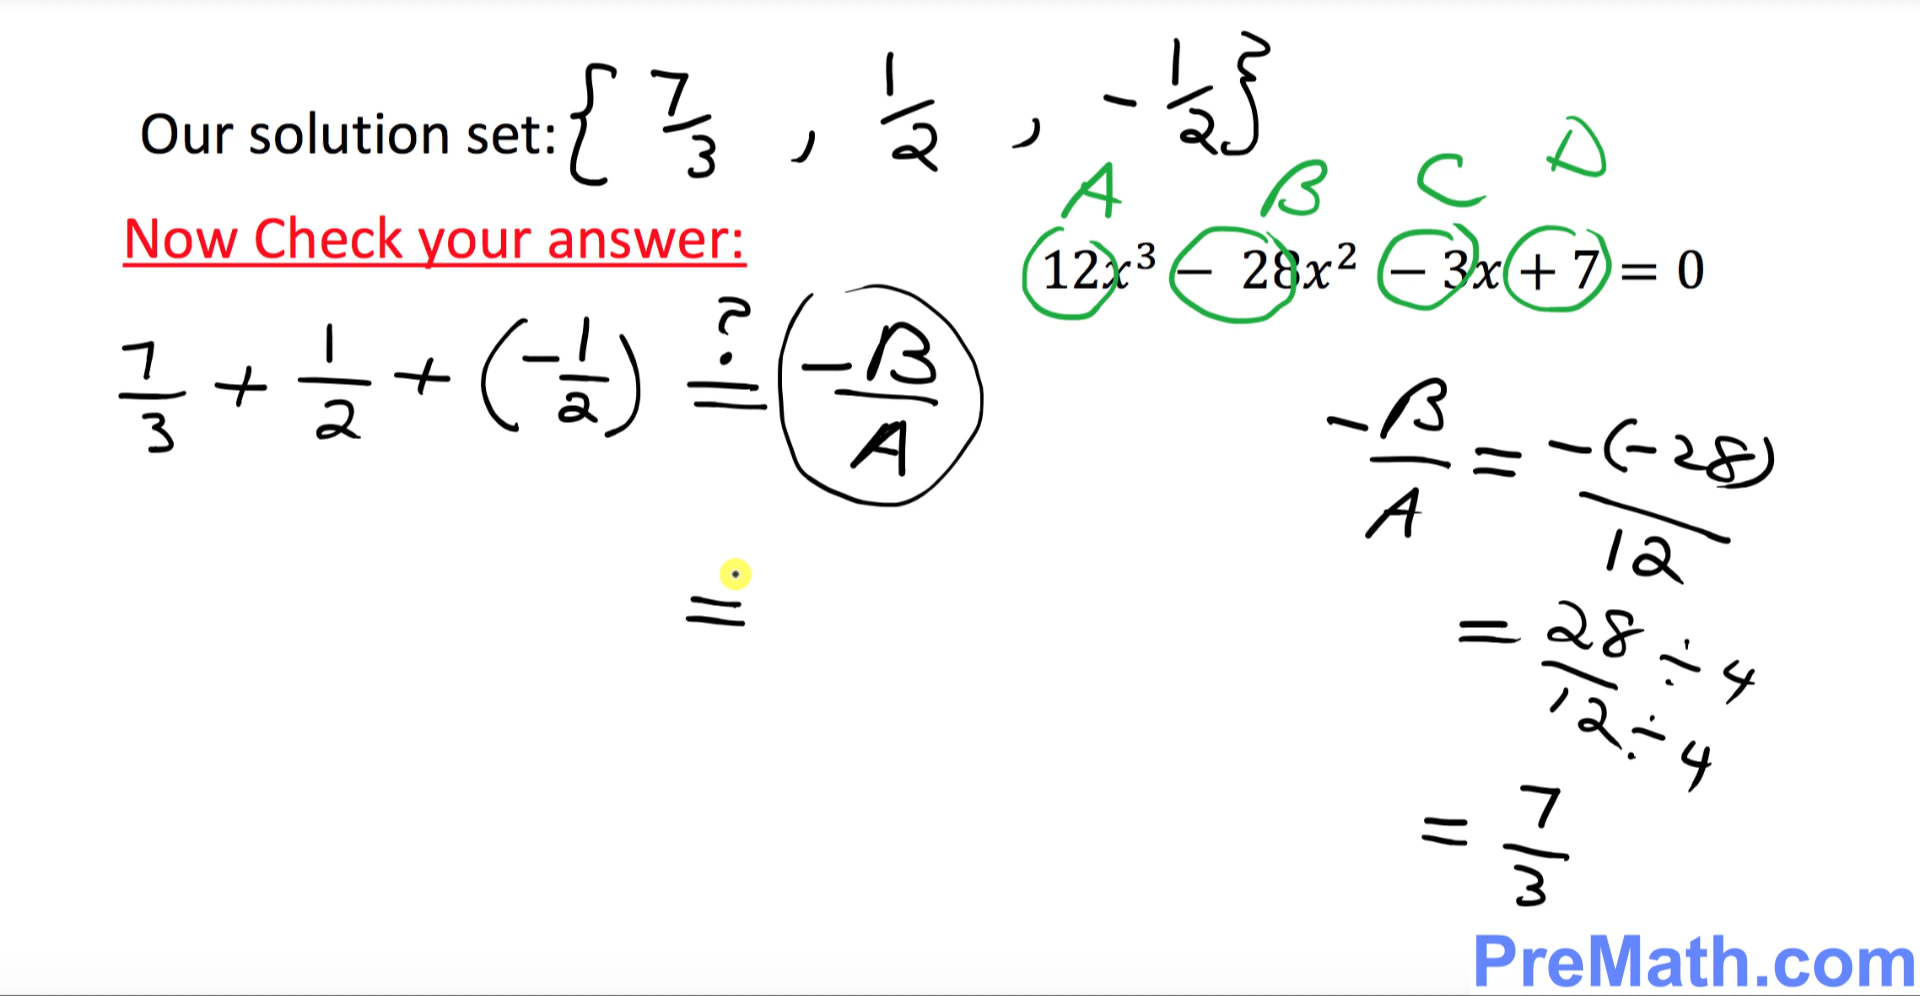 Our solution set: { 7/3 , 1/2 , - 1/2 }
A B C D
Now Check your answer:
12x³ − 28x² − 3x + 7 = 0
7/3 + 1/2 + (-1/2) ≟ -B/A
-B/A = -(-28)/12
=
= 28 ÷ 4 / 12 ÷ 4
= 7/3
PreMath.com